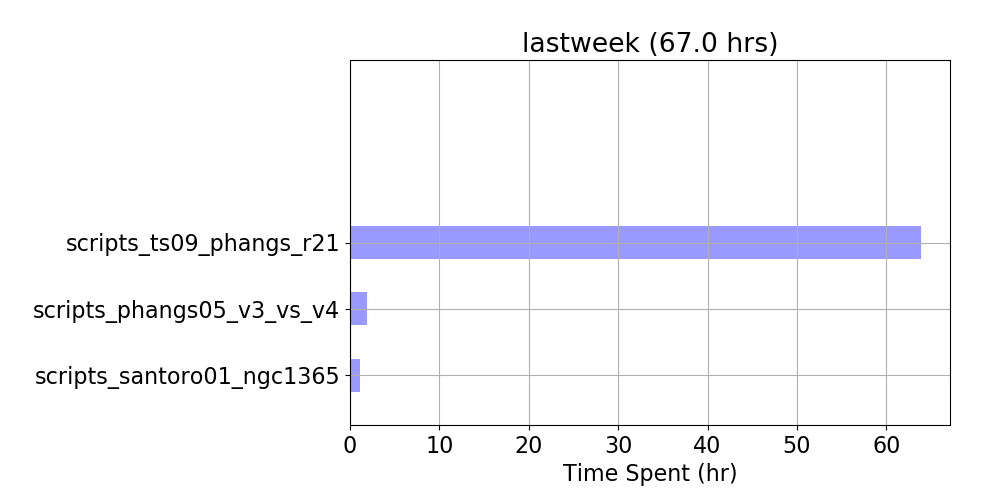 lastweek (67.0 hrs)
scripts_ts09_phangs_r21
scripts_phangs05_v3_vs_v4
scripts_santoro01_ngc1365
0 10 20 30 40 50 60
Time Spent (hr)